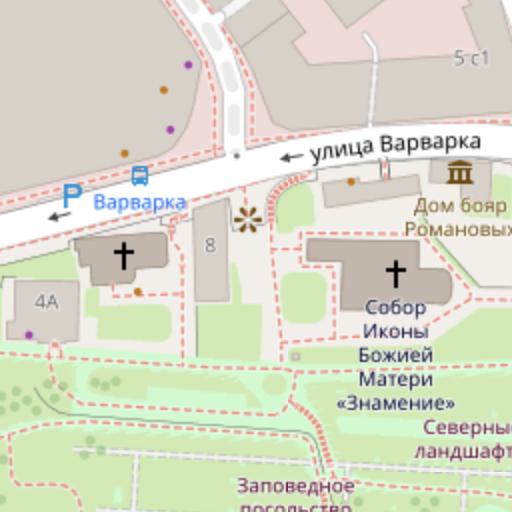 5 с1
улица Варварка
P
Варварка
Дом бояр
Романовых
8
4А
Собор
Иконы
Божией
Матери
«Знамение»
Северны
ландшафт
Заповедное
посольство